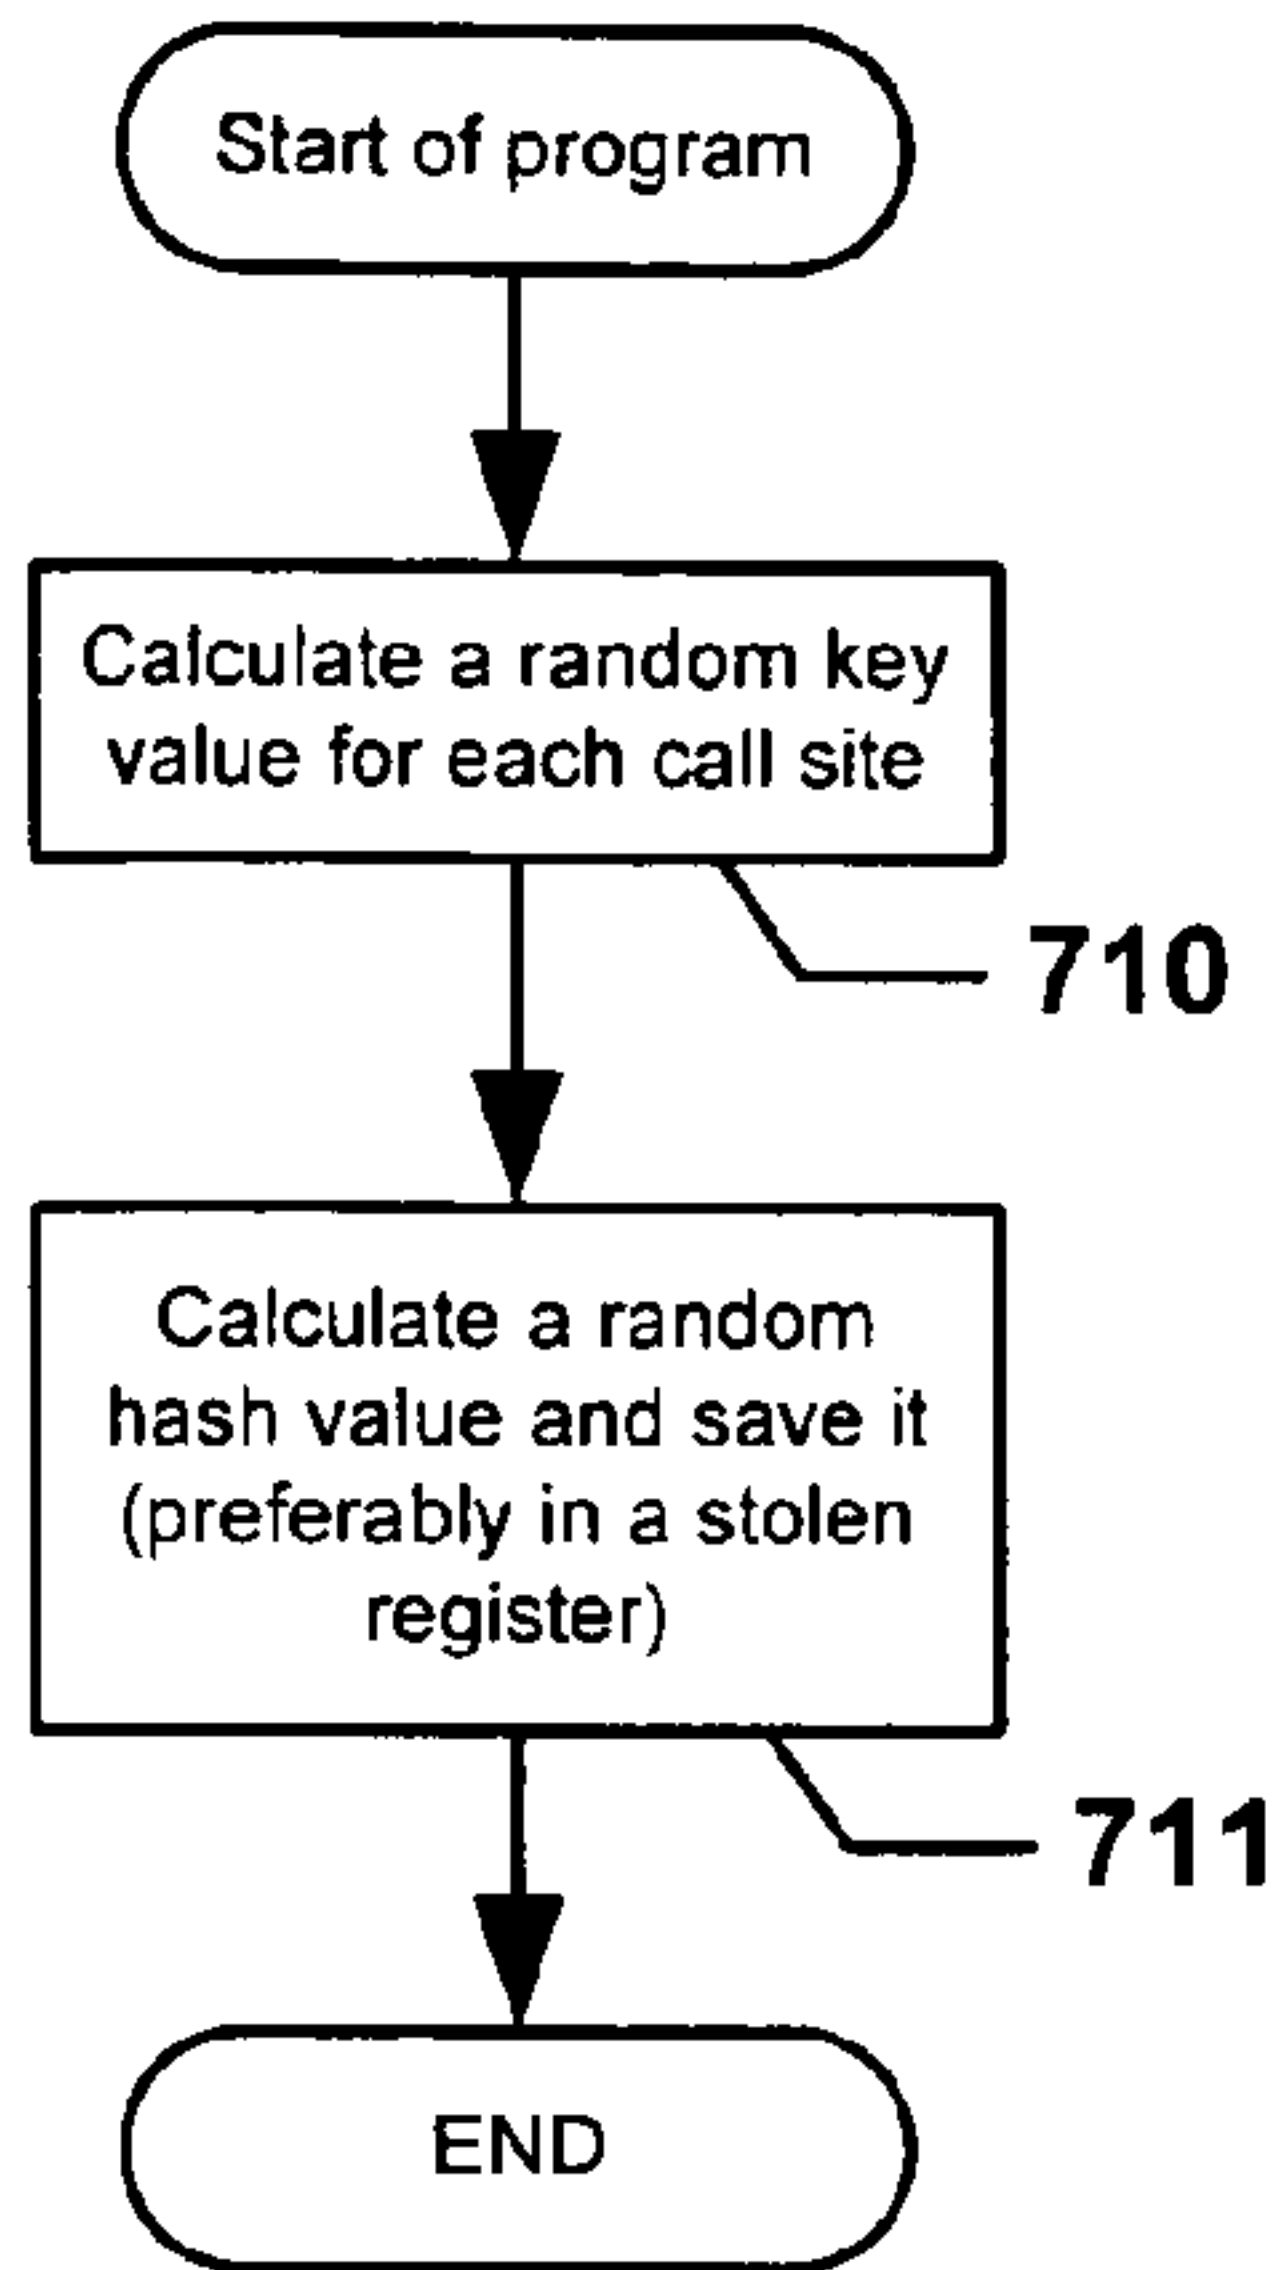 Start of program
Calculate a random key
value for each call site
710
Calculate a random
hash value and save it
(preferably in a stolen
register)
711
END